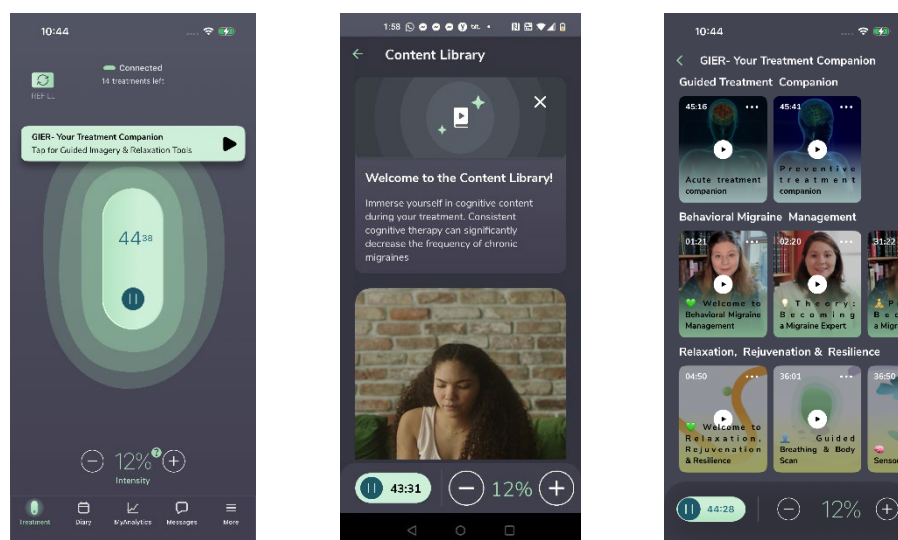 10:44
Connected
14 treatments left
REFILL
GIER- Your Treatment Companion
Tap for Guided Imagery & Relaxation Tools
44 38
12%
?
Intensity
Treatment
Diary
MyAnalytics
Messages
More
1:58
Content Library
Welcome to the Content Library!
Immerse yourself in cognitive content
during your treatment. Consistent
cognitive therapy can significantly
decrease the frequency of chronic
migraines
43:31
12%
10:44
GIER- Your Treatment Companion
Guided Treatment Companion
45:16
45:41
Acute treatment
companion
Preventive
treatment
companion
Behavioral Migraine Management
01:21
02:20
31:22
Welcome to
Behavioral Migraine
Management
Theory:
Becoming
a Migraine Expert
a Migr
Relaxation, Rejuvenation & Resilience
04:50
36:01
36:50
Welcome to
Relaxation,
Rejuvenation
& Resilience
Guided
Breathing & Body
Scan
Sensor
44:28
12%